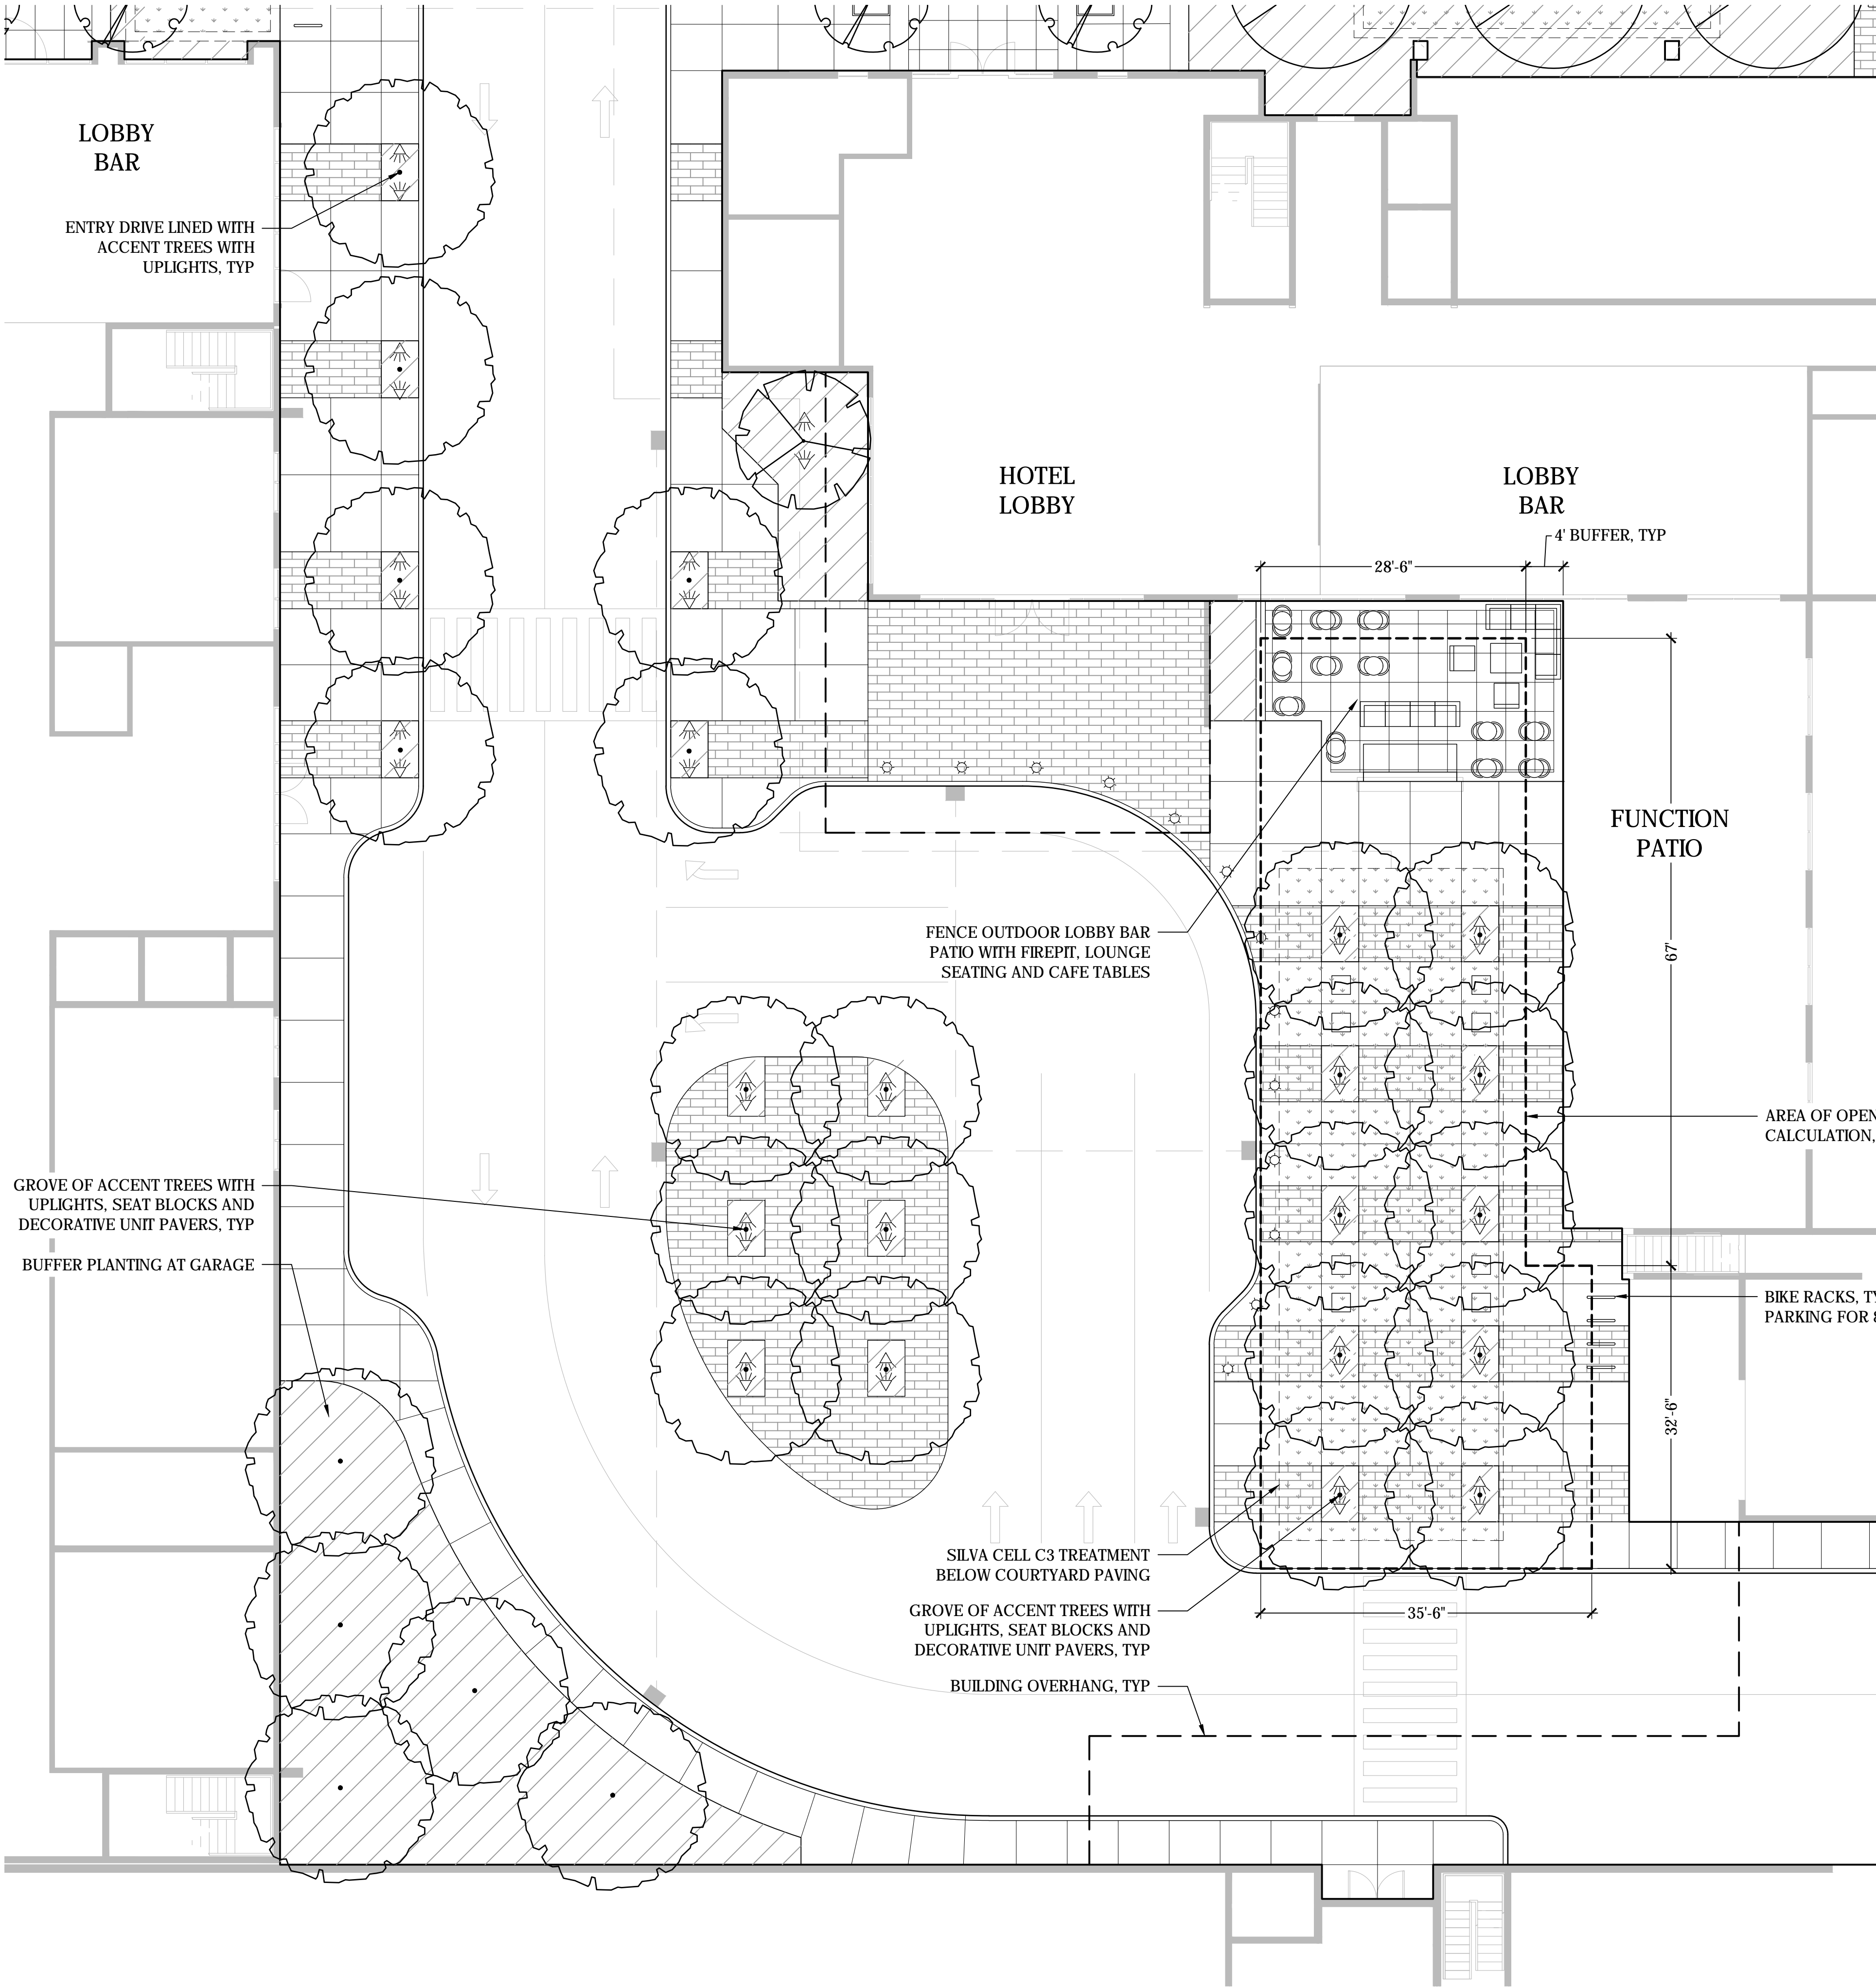 LOBBY
BAR
ENTRY DRIVE LINED WITH
ACCENT TREES WITH
UPLIGHTS, TYP
HOTEL
LOBBY
LOBBY
BAR
4' BUFFER, TYP
28'-6"
FUNCTION
PATIO
67'
FENCE OUTDOOR LOBBY BAR
PATIO WITH FIREPIT, LOUNGE
SEATING AND CAFE TABLES
AREA OF OPEN
CALCULATION,
GROVE OF ACCENT TREES WITH
UPLIGHTS, SEAT BLOCKS AND
DECORATIVE UNIT PAVERS, TYP
BUFFER PLANTING AT GARAGE
BIKE RACKS, TY
PARKING FOR 8
32'-6"
SILVA CELL C3 TREATMENT
BELOW COURTYARD PAVING
GROVE OF ACCENT TREES WITH
UPLIGHTS, SEAT BLOCKS AND
DECORATIVE UNIT PAVERS, TYP
35'-6"
BUILDING OVERHANG, TYP